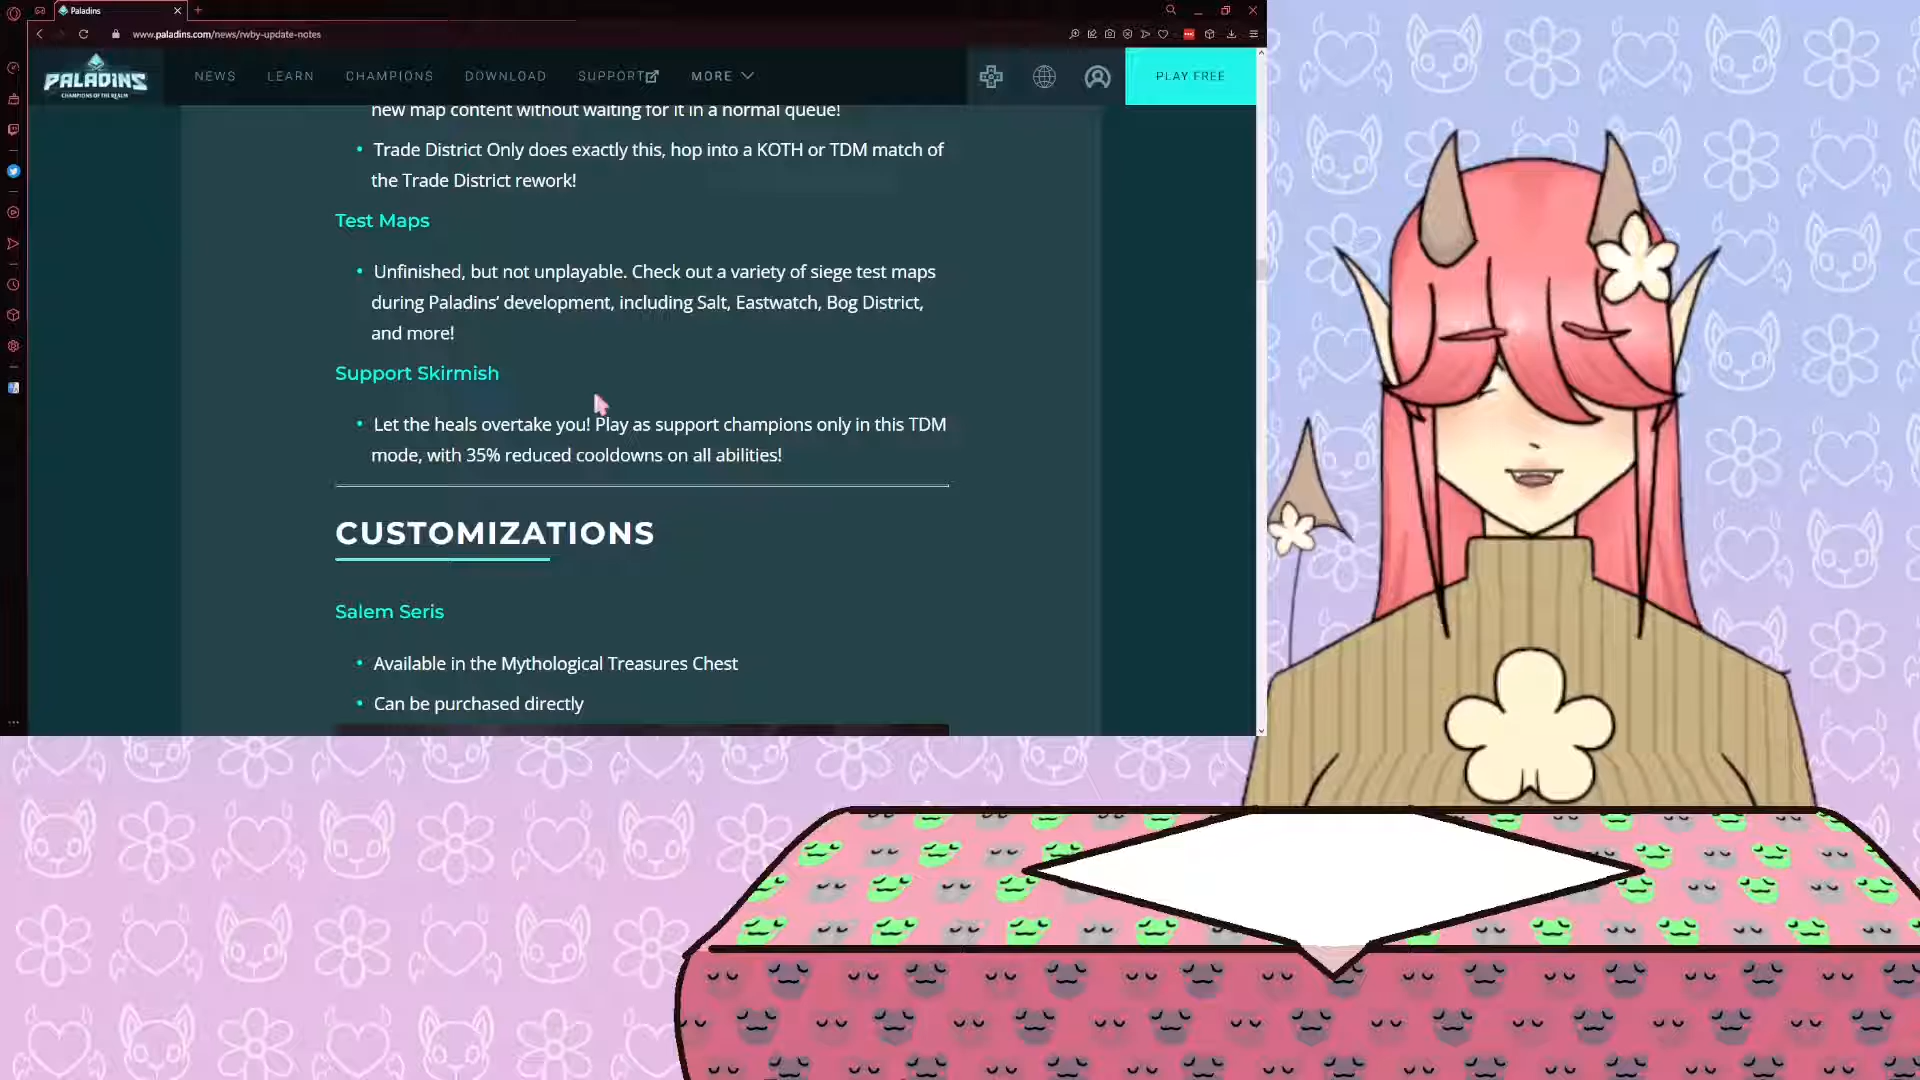 Paladins
www.paladins.com/news/rwby-update-notes
PALADINS
CHAMPIONS OF THE REALM
NEWS
LEARN
CHAMPIONS
DOWNLOAD
SUPPORT
MORE
PLAY FREE
new map content without waiting for it in a normal queue!
• Trade District Only does exactly this, hop into a KOTH or TDM match of
the Trade District rework!
Test Maps
• Unfinished, but not unplayable. Check out a variety of siege test maps
during Paladins’ development, including Salt, Eastwatch, Bog District,
and more!
Support Skirmish
• Let the heals overtake you! Play as support champions only in this TDM
mode, with 35% reduced cooldowns on all abilities!
CUSTOMIZATIONS
Salem Seris
• Available in the Mythological Treasures Chest
• Can be purchased directly